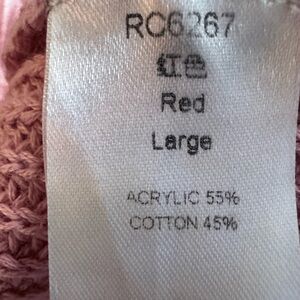 RC6267
红色
Red
Large
ACRYLIC 55%
COTTON 45%